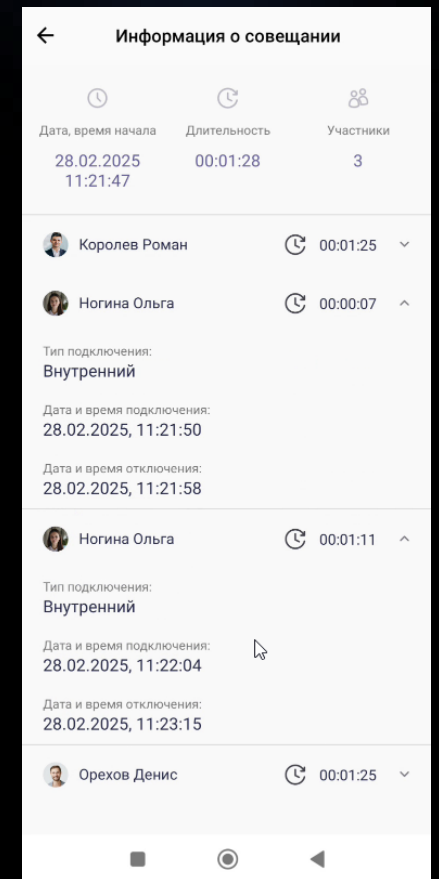 Информация о совещании
Дата, время начала
Длительность
Участники
28.02.2025
11:21:47
00:01:28
3
Королев Роман 00:01:25
Ногина Ольга 00:00:07
Тип подключения:
Внутренний
Дата и время подключения:
28.02.2025, 11:21:50
Дата и время отключения:
28.02.2025, 11:21:58
Ногина Ольга 00:01:11
Тип подключения:
Внутренний
Дата и время подключения:
28.02.2025, 11:22:04
Дата и время отключения:
28.02.2025, 11:23:15
Орехов Денис 00:01:25